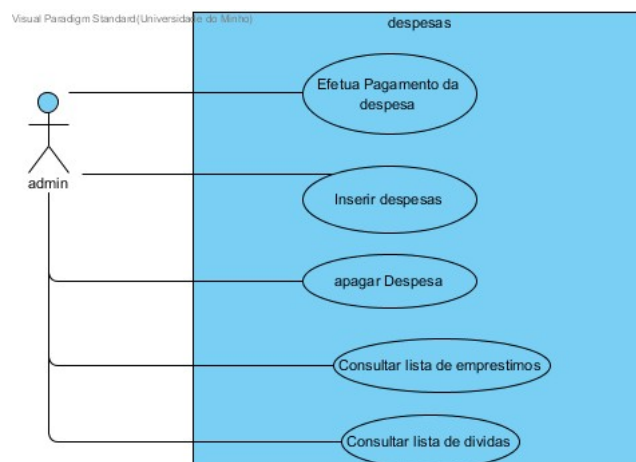 Visual Paradigm Standard(Universidade do Minho)
despesas
Efetua Pagamento da
despesa
admin
Inserir despesas
apagar Despesa
Consultar lista de emprestimos
Consultar lista de dividas